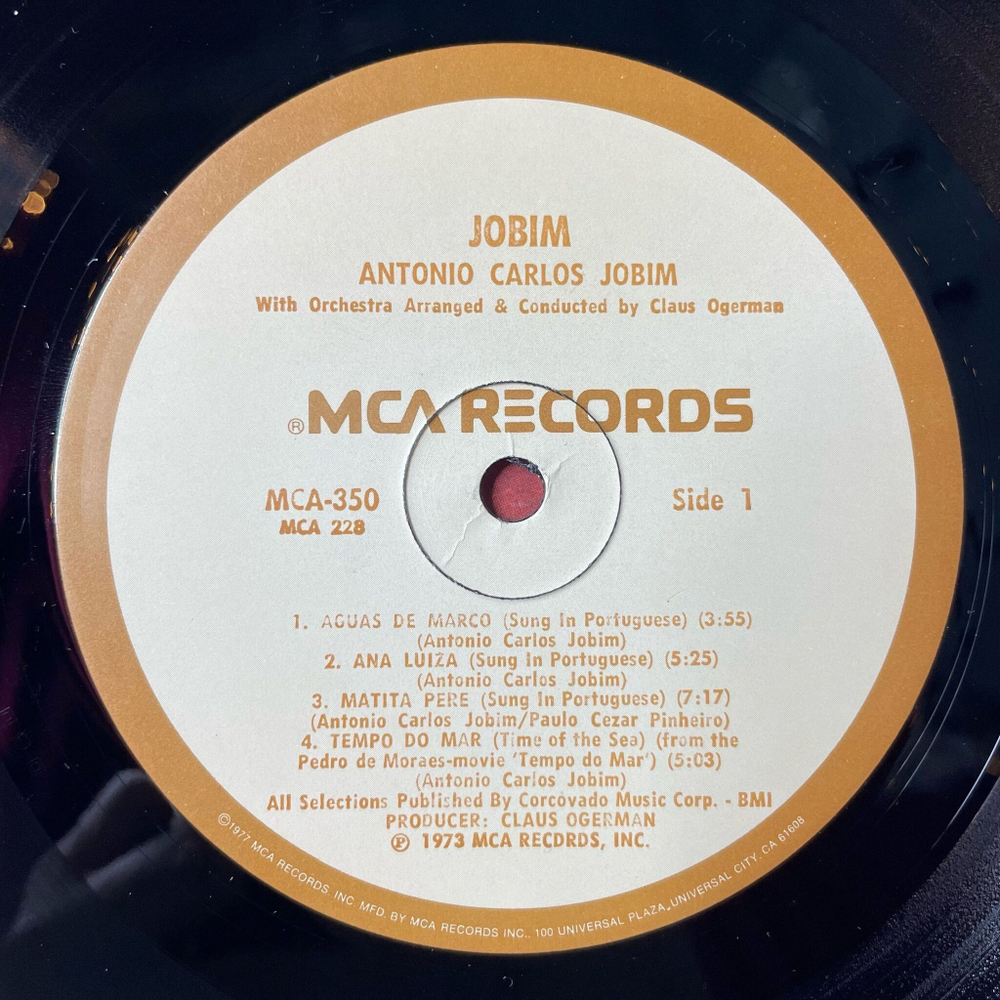 JOBIM
ANTONIO CARLOS JOBIM
With Orchestra Arranged & Conducted by Claus Ogerman
®MCA RECORDS
MCA-350
Side 1
MCA 228
1. AGUAS DE MARCO (Sung In Portuguese) (3:55)
(Antonio Carlos Jobim)
2. ANA LUIZA (Sung In Portuguese) (5:25)
(Antonio Carlos Jobim)
3. MATITA PERE (Sung In Portuguese) (7:17)
(Antonio Carlos Jobim/Paulo Cezar Pinheiro)
4. TEMPO DO MAR (Time of the Sea) (from the
Pedro de Moraes-movie 'Tempo do Mar') (5:03)
(Antonio Carlos Jobim)
All Selections Published By Corcovado Music Corp. - BMI
PRODUCER: CLAUS OGERMAN
℗ 1973 MCA RECORDS, INC.
©1977 MCA RECORDS. INC. MFD. BY MCA RECORDS INC., 100 UNIVERSAL PLAZA, UNIVERSAL CITY, CA 61608